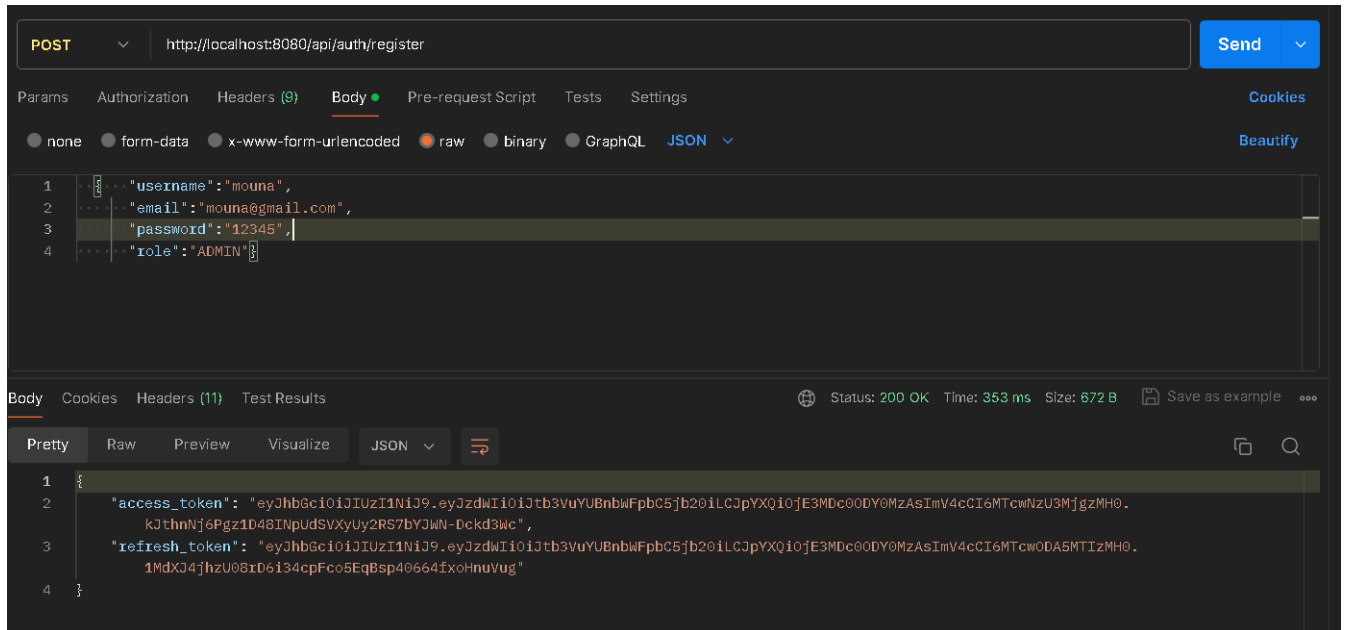 POST http://localhost:8080/api/auth/register Send
Params Authorization Headers (9) Body Pre-request Script Tests Settings Cookies
none form-data x-www-form-urlencoded raw binary GraphQL JSON Beautify
1 { "username":"mouna",
2 "email":"mouna@gmail.com",
3 "password":"12345",
4 "role":"ADMIN"}
Body Cookies Headers (11) Test Results Status: 200 OK Time: 353 ms Size: 672 B Save as example
Pretty Raw Preview Visualize JSON
1 {
2 "access_token": "eyJhbGciOiJIUzI1NiJ9.eyJzdWIiOiJtb3VuYUBnbWFpbC5jb20iLCJpYXQiOjE3MDc0ODY0MzAsImV4cCI6MTcwNzU3MjgzMH0.
kJthnNj6Pgz1D48INpUdSVXyUy2RS7bYJWN-Dckd3Wc",
3 "refresh_token": "eyJhbGciOiJIUzI1NiJ9.eyJzdWIiOiJtb3VuYUBnbWFpbC5jb20iLCJpYXQiOjE3MDc0ODY0MzAsImV4cCI6MTcwODA5MTIzMH0.
1MdXJ4jhzU08rD6i34cpFco5EqBsp40664fxoHnuVug"
4 }